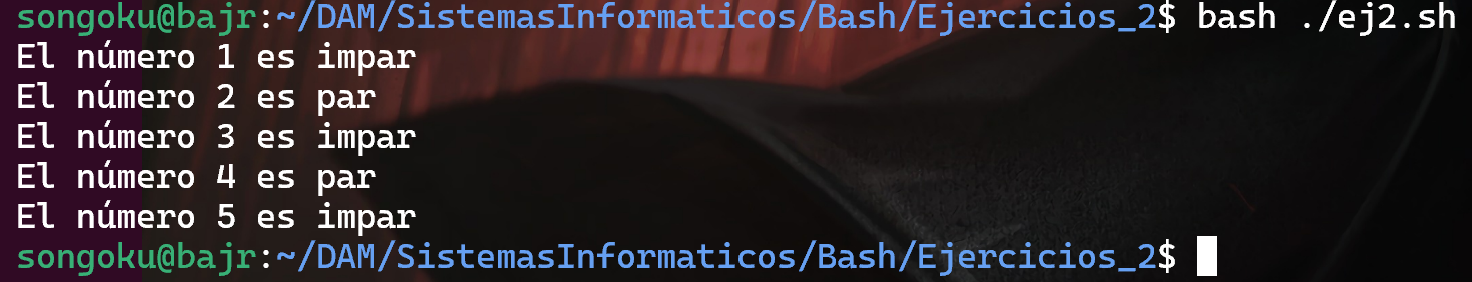 songoku@bajr:~/DAM/SistemasInformaticos/Bash/Ejercicios_2$ bash ./ej2.sh
El número 1 es impar
El número 2 es par
El número 3 es impar
El número 4 es par
El número 5 es impar
songoku@bajr:~/DAM/SistemasInformaticos/Bash/Ejercicios_2$